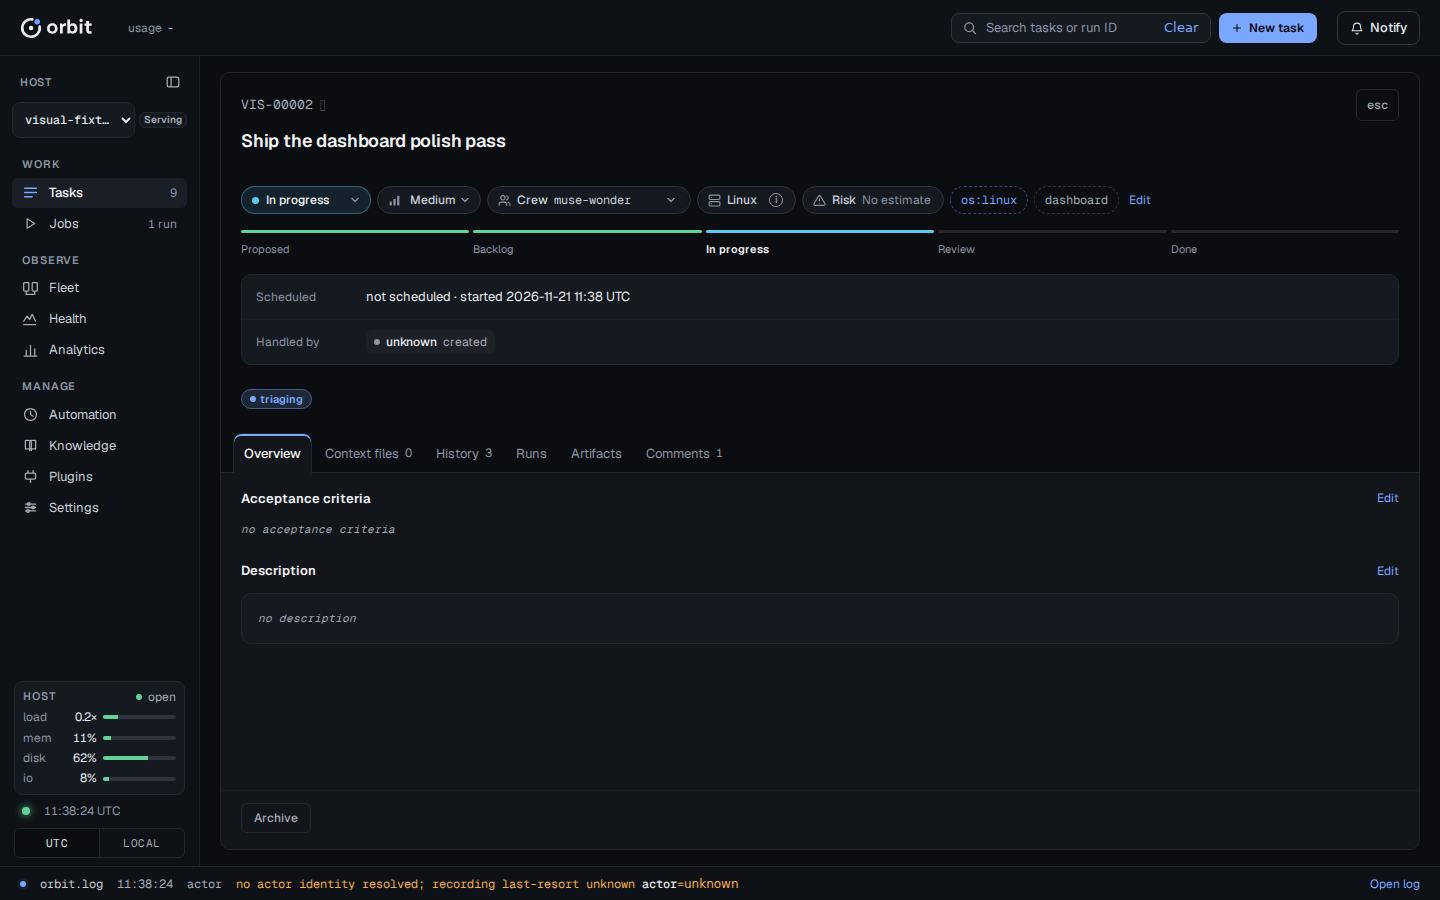 orbit
usage -
Search tasks or run ID
Clear
+ New task
Notify
HOST
visual-fixt…
Serving
WORK
Tasks 9
Jobs 1 run
OBSERVE
Fleet
Health
Analytics
MANAGE
Automation
Knowledge
Plugins
Settings
HOST open
load 0.2×
mem 11%
disk 62%
io 8%
11:38:24 UTC
UTC LOCAL
VIS-00002
esc
Ship the dashboard polish pass
In progress
Medium
Crew muse-wonder
Linux
Risk No estimate
os:linux
dashboard
Edit
Proposed Backlog In progress Review Done
Scheduled not scheduled · started 2026-11-21 11:38 UTC
Handled by unknown created
triaging
Overview Context files 0 History 3 Runs Artifacts Comments 1
Acceptance criteria Edit
no acceptance criteria
Description Edit
no description
Archive
orbit.log 11:38:24 actor no actor identity resolved; recording last-resort unknown actor=unknown Open log